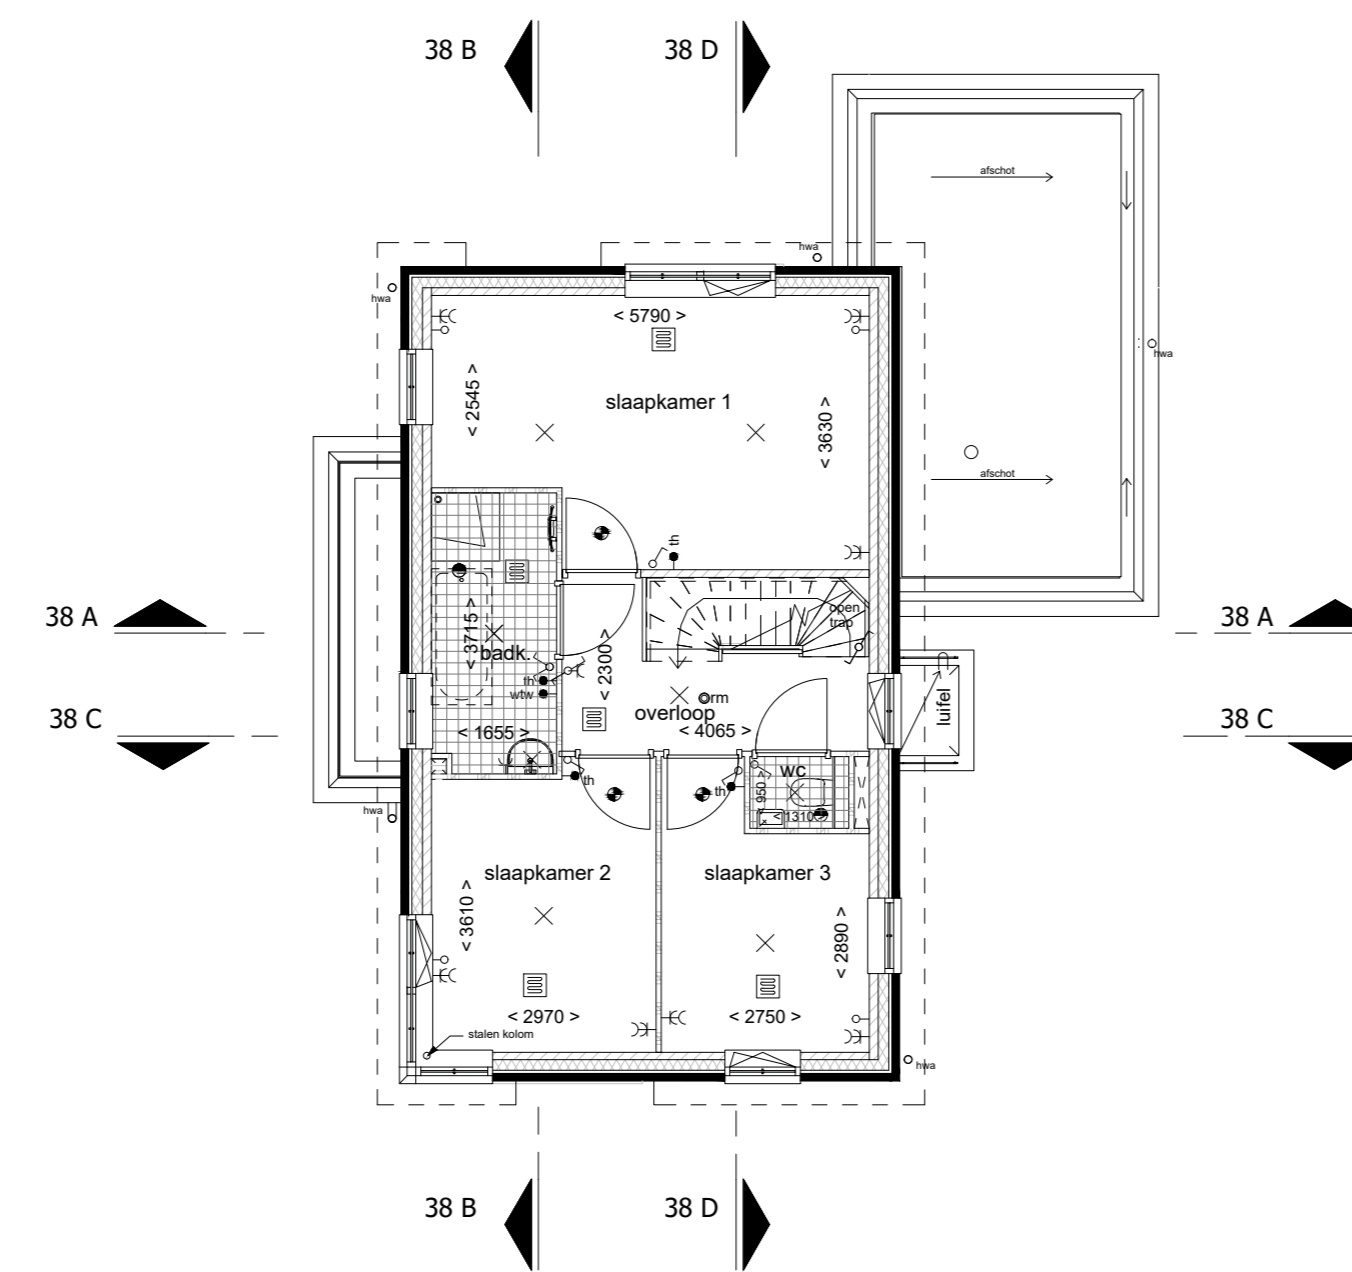 38 B
38 D
afschot
hwa
hwa
< 5790 >
hwa
< 2545 >
slaapkamer 1
< 3630 >
afschot
th
open
trap
38 A
38 A
< 3715 >
badk.
< 2300 >
th
wtw
rm
overloop
luifel
38 C
38 C
< 1655 >
< 4065 >
wc
th
th
< 950 >
< 1310 >
hwa
slaapkamer 2
slaapkamer 3
< 3610 >
< 2890 >
< 2970 >
< 2750 >
stalen kolom
hwa
38 B
38 D